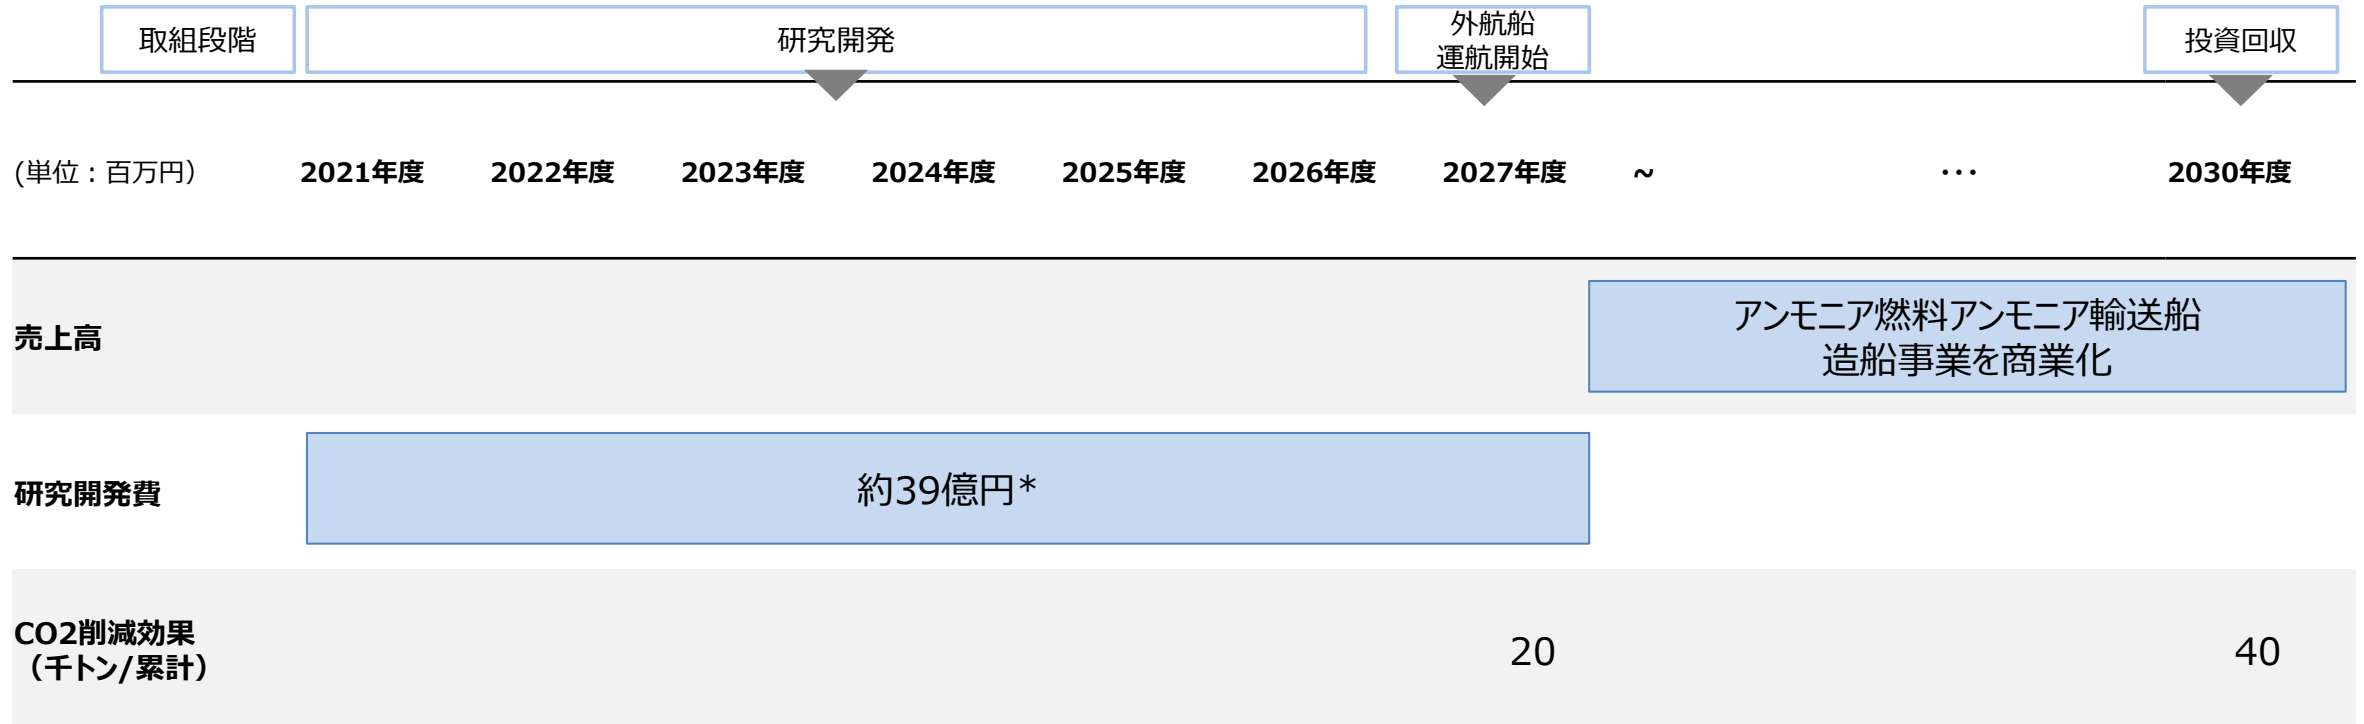 取組段階
研究開発
外航船
運航開始
投資回収
(単位：百万円）
2021年度
2022年度
2023年度
2024年度
2025年度
2026年度
2027年度
~
･･･
2030年度
売上高
アンモニア燃料アンモニア輸送船
造船事業を商業化
研究開発費
約39億円*
CO2削減効果
（千トン/累計）
20
40